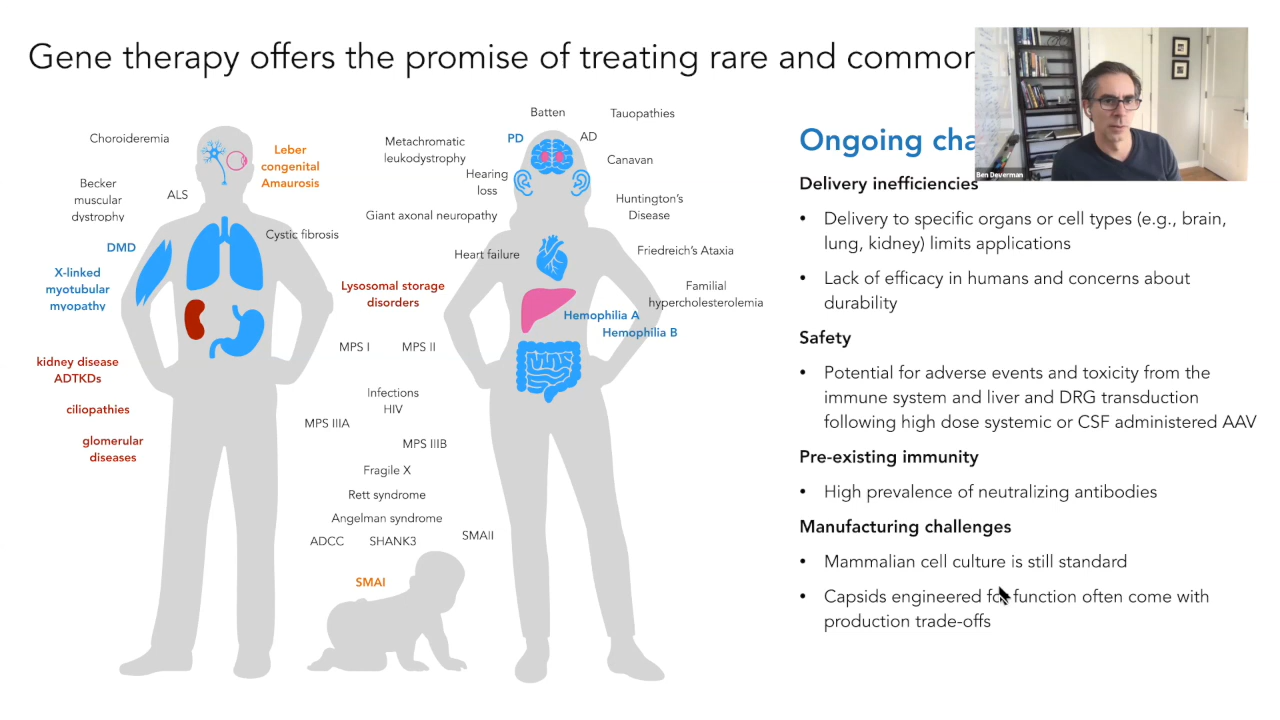 Gene therapy offers the promise of treating rare and common
Ben Deverman
Choroideremia
Leber
congenital
Amaurosis
Becker
muscular
dystrophy
ALS
DMD
Cystic fibrosis
X-linked
myotubular
myopathy
kidney disease
ADTKDs
ciliopathies
glomerular
diseases
Batten
Tauopathies
PD
AD
Metachromatic
leukodystrophy
Canavan
Hearing
loss
Huntington's
Disease
Giant axonal neuropathy
Heart failure
Friedreich's Ataxia
Lysosomal storage
disorders
Familial
hypercholesterolemia
Hemophilia A
Hemophilia B
MPS I
MPS II
Infections
HIV
MPS IIIA
MPS IIIB
Fragile X
Rett syndrome
Angelman syndrome
ADCC
SHANK3
SMAII
SMAI
Ongoing cha
Delivery inefficiencies
• Delivery to specific organs or cell types (e.g., brain,
lung, kidney) limits applications
• Lack of efficacy in humans and concerns about
durability
Safety
• Potential for adverse events and toxicity from the
immune system and liver and DRG transduction
following high dose systemic or CSF administered AAV
Pre-existing immunity
• High prevalence of neutralizing antibodies
Manufacturing challenges
• Mammalian cell culture is still standard
• Capsids engineered for function often come with
production trade-offs